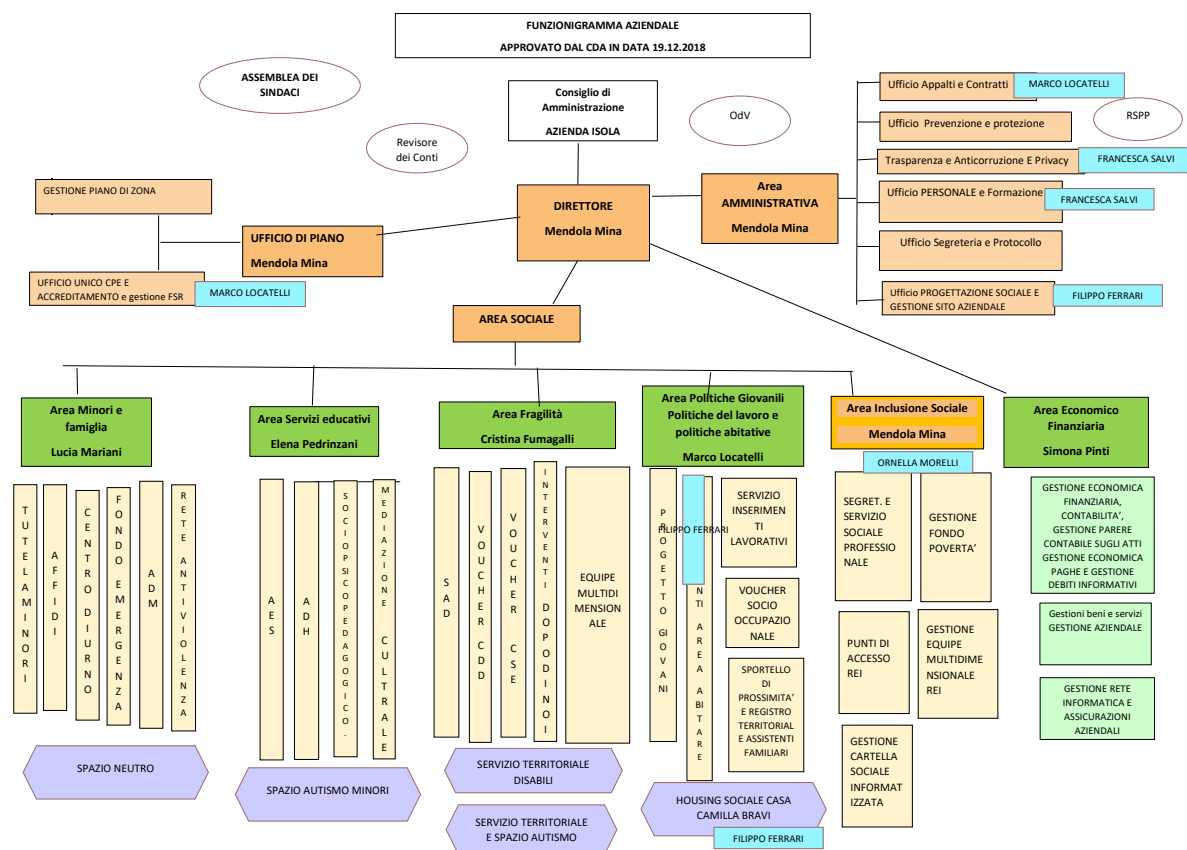 FUNZIONIGRAMMA AZIENDALE
APPROVATO DAL CDA IN DATA 19.12.2018
ASSEMBLEA DEI
SINDACI
Consiglio di
Amministrazione
AZIENDA ISOLA
Revisore
dei Conti
OdV
Ufficio Appalti e Contratti
MARCO LOCATELLI
Ufficio Prevenzione e protezione
RSPP
Trasparenza e Anticorruzione E Privacy
FRANCESCA SALVI
Ufficio PERSONALE e Formazione
FRANCESCA SALVI
Ufficio Segreteria e Protocollo
Ufficio PROGETTAZIONE SOCIALE E
GESTIONE SITO AZIENDALE
FILIPPO FERRARI
Area
AMMINISTRATIVA
Mendola Mina
DIRETTORE
Mendola Mina
GESTIONE PIANO DI ZONA
UFFICIO DI PIANO
Mendola Mina
UFFICIO UNICO CPE E
ACCREDITAMENTO e gestione FSR
MARCO LOCATELLI
AREA SOCIALE
Area Minori e
famiglia
Lucia Mariani
TUTELAMINORI
AFFIDI
CENTRO DIURNO
FONDO EMERGENZA
ADM
RETE ANTIVIOLENZA
SPAZIO NEUTRO
Area Servizi educativi
Elena Pedrinzani
AES
ADH
SOCIOPSICOPEDAGOGICO.
MEDIAZIONE CULTRALE
SPAZIO AUTISMO MINORI
Area Fragilità
Cristina Fumagalli
SAD
VOUCHER CDD
VOUCHER CSE
INTERVENTI DOPODINOI
EQUIPE
MULTIDI
MENSION
ALE
SERVIZIO TERRITORIALE
DISABILI
SERVIZIO TERRITORIALE
E SPAZIO AUTISMO
Area Politiche Giovanili
Politiche del lavoro e
politiche abitative
Marco Locatelli
PROGETTO GIOVANI
FILIPPO FERRARI
NTI AREA ABITARE
SERVIZIO
INSERIMEN
TI
LAVORATIVI
VOUCHER
SOCIO
OCCUPAZIO
NALE
SPORTELLO
DI
PROSSIMITA'
E REGISTRO
TERRITORIAL
E ASSISTENTI
FAMILIARI
HOUSING SOCIALE CASA
CAMILLA BRAVI
FILIPPO FERRARI
Area Inclusione Sociale
Mendola Mina
ORNELLA MORELLI
SEGRET. E
SERVIZIO
SOCIALE
PROFESSIO
NALE
GESTIONE
FONDO
POVERTA'
PUNTI DI
ACCESSO
REI
GESTIONE
EQUIPE
MULTIDIME
NSIONALE
REI
GESTIONE
CARTELLA
SOCIALE
INFORMAT
IZZATA
Area Economico
Finanziaria
Simona Pinti
GESTIONE ECONOMICA
FINANZIARIA,
CONTABILITA',
GESTIONE PARERE
CONTABILE SUGLI ATTI
GESTIONE ECONOMICA
PAGHE E GESTIONE
DEBITI INFORMATIVI
Gestioni beni e servizi
GESTIONE AZIENDALE
GESTIONE RETE
INFORMATICA E
ASSICURAZIONI
AZIENDALI